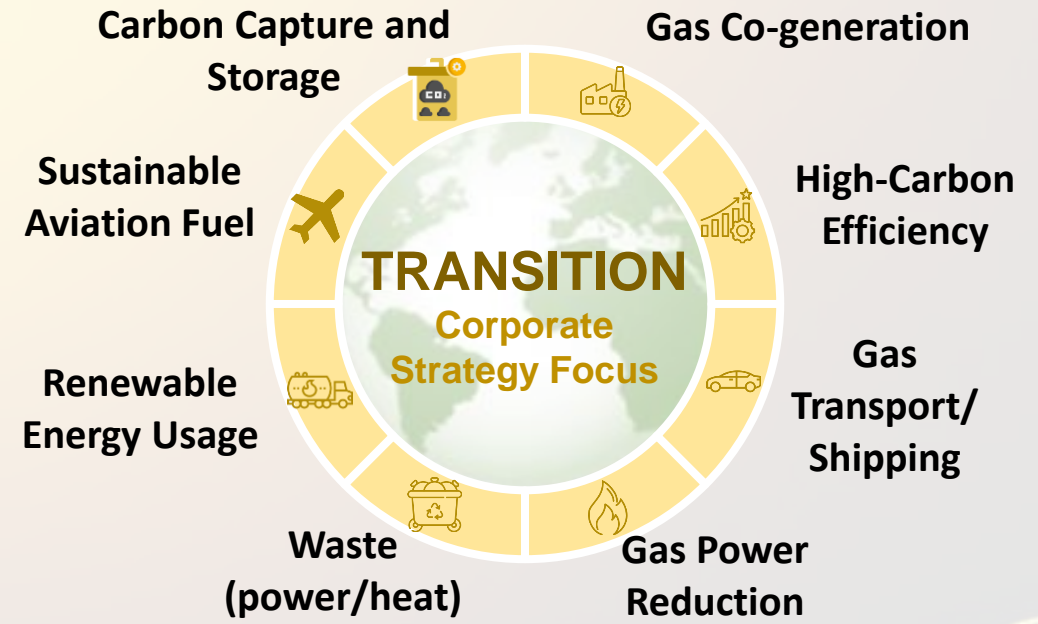 Carbon Capture and
Storage
Gas Co-generation
Sustainable
Aviation Fuel
High-Carbon
Efficiency
TRANSITION
Corporate
Strategy Focus
Renewable
Energy Usage
Gas
Transport/
Shipping
Waste
(power/heat)
Gas Power
Reduction